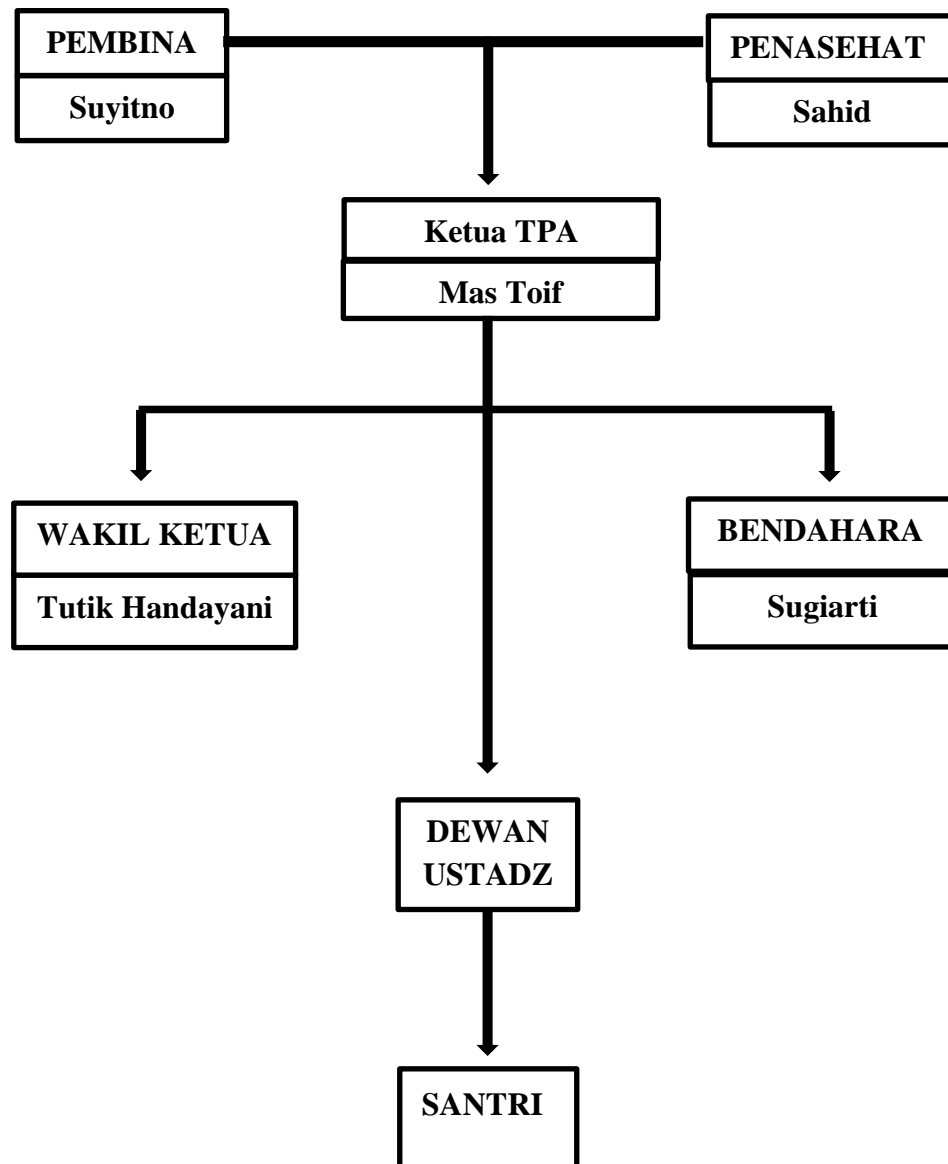 PEMBINA
Suyitno
PENASEHAT
Sahid
Ketua TPA
Mas Toif
WAKIL KETUA
Tutik Handayani
BENDAHARA
Sugiarti
DEWAN
USTADZ
SANTRI